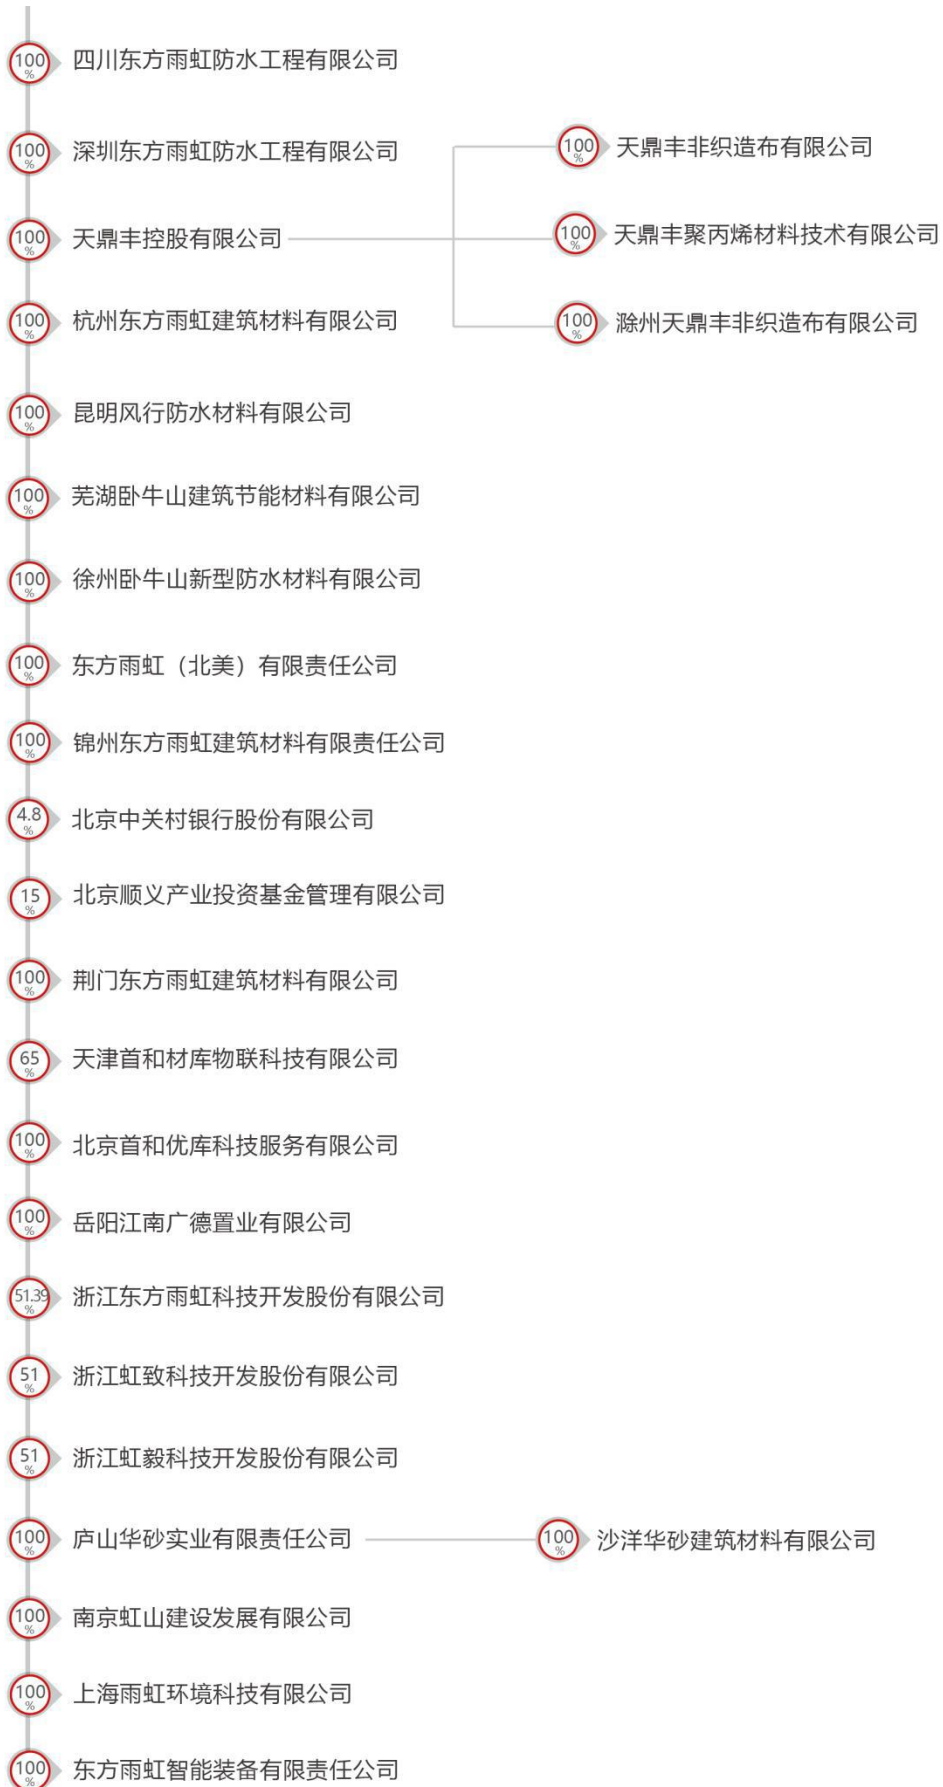 100% 四川东方雨虹防水工程有限公司
100% 深圳东方雨虹防水工程有限公司
100% 天鼎丰非织造布有限公司
100% 天鼎丰控股有限公司
100% 天鼎丰聚丙烯材料技术有限公司
100% 杭州东方雨虹建筑材料有限公司
100% 滁州天鼎丰非织造布有限公司
100% 昆明风行防水材料有限公司
100% 芜湖卧牛山建筑节能材料有限公司
100% 徐州卧牛山新型防水材料有限公司
100% 东方雨虹（北美）有限责任公司
100% 锦州东方雨虹建筑材料有限责任公司
4.8% 北京中关村银行股份有限公司
15% 北京顺义产业投资基金管理有限公司
100% 荆门东方雨虹建筑材料有限公司
65% 天津首和材库物联科技有限公司
100% 北京首和优库科技服务有限公司
100% 岳阳江南广德置业有限公司
51.39% 浙江东方雨虹科技开发股份有限公司
51% 浙江虹致科技开发股份有限公司
51% 浙江虹毅科技开发股份有限公司
100% 庐山华砂实业有限责任公司
100% 沙洋华砂建筑材料有限公司
100% 南京虹山建设发展有限公司
100% 上海雨虹环境科技有限公司
100% 东方雨虹智能装备有限责任公司